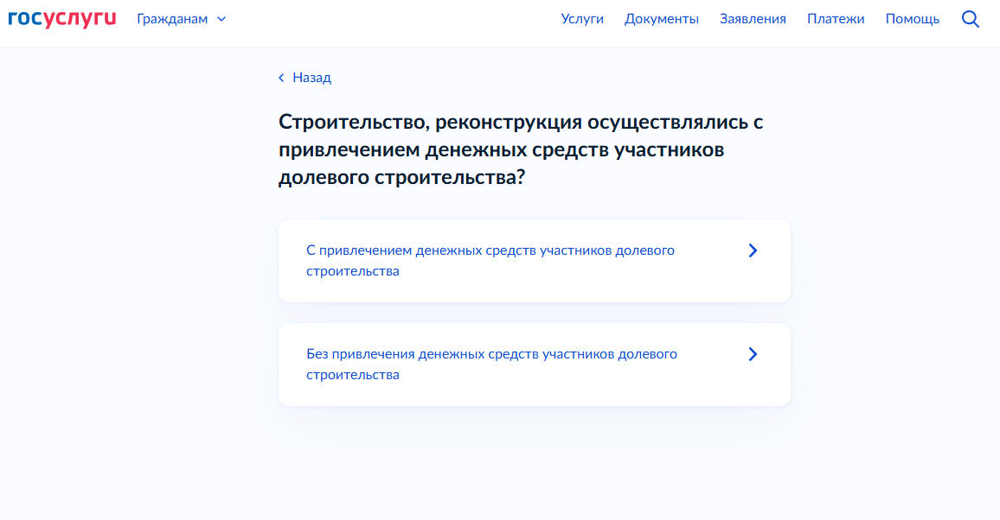 госуслуги Гражданам Услуги Документы Заявления Платежи Помощь
Назад
Строительство, реконструкция осуществлялись с
привлечением денежных средств участников
долевого строительства?
С привлечением денежных средств участников долевого
строительства
Без привлечения денежных средств участников долевого
строительства